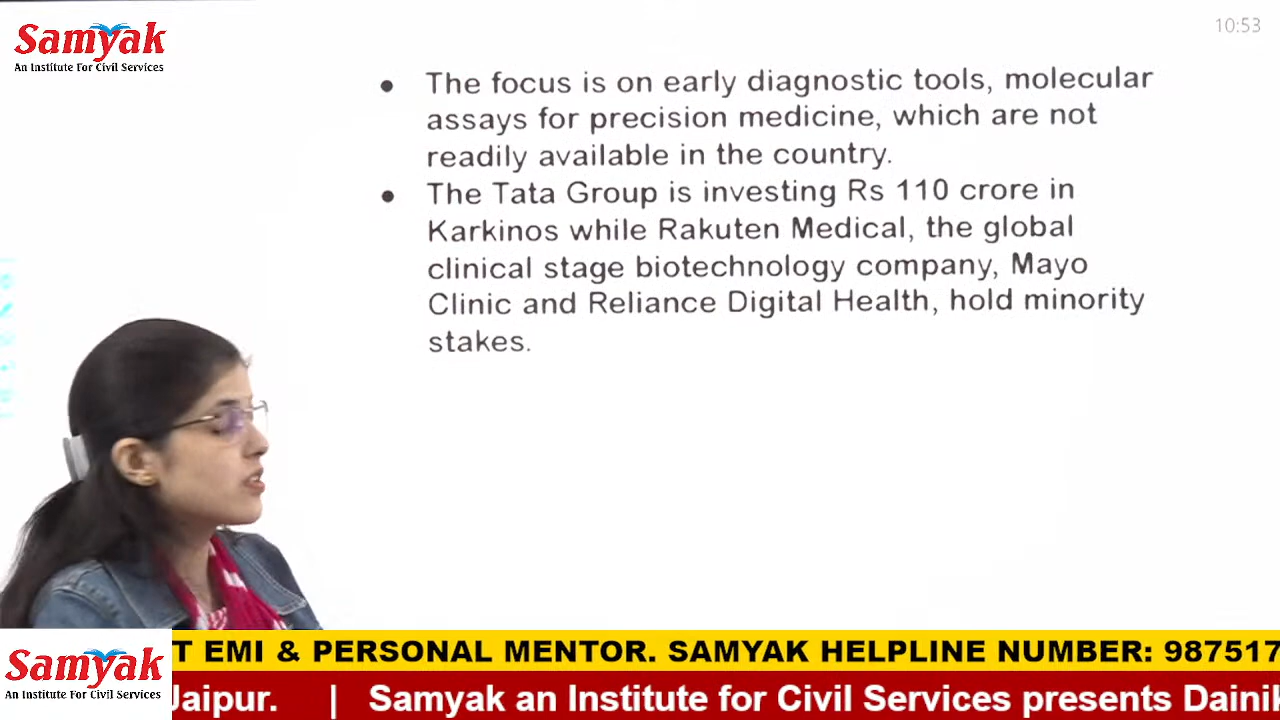 Samyak
An Institute For Civil Services
10:53
• The focus is on early diagnostic tools, molecular
assays for precision medicine, which are not
readily available in the country.
• The Tata Group is investing Rs 110 crore in
Karkinos while Rakuten Medical, the global
clinical stage biotechnology company, Mayo
Clinic and Reliance Digital Health, hold minority
stakes.
Samyak
An Institute For Civil Services
T EMI & PERSONAL MENTOR. SAMYAK HELPLINE NUMBER: 987517
Jaipur. | Samyak an Institute for Civil Services presents Daini